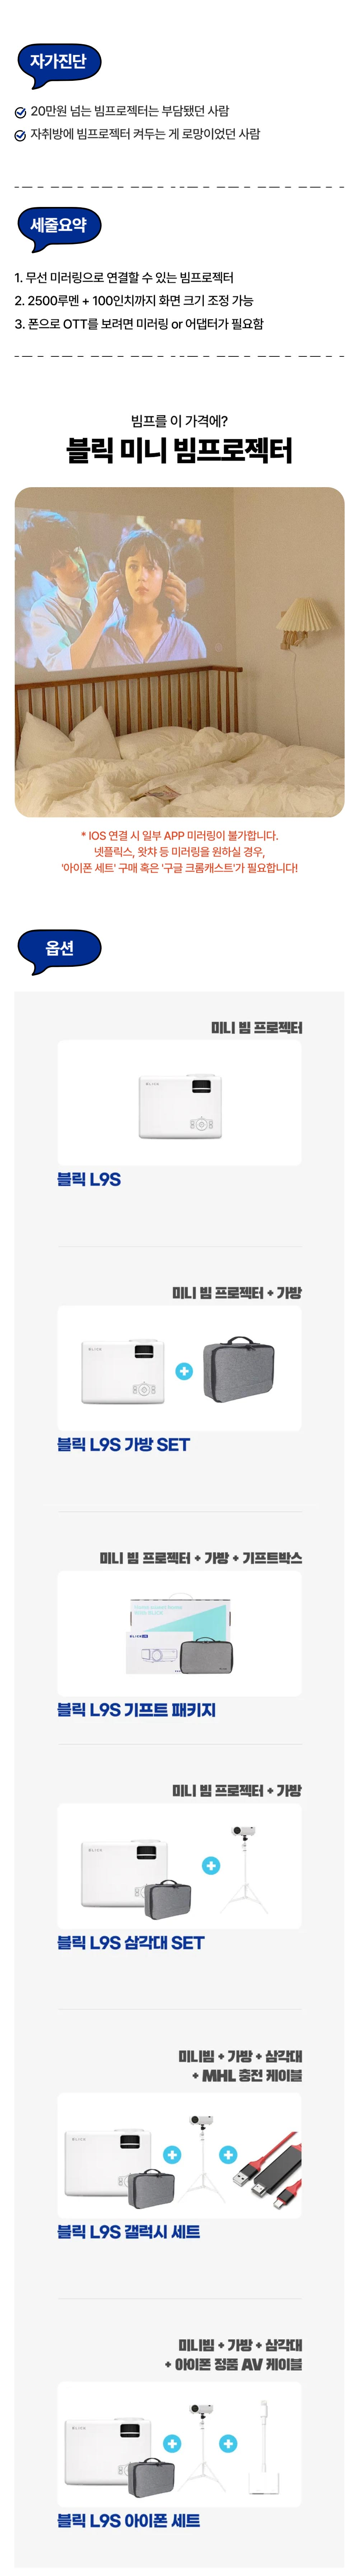 자가진단
20만원 넘는 빔프로젝터는 부담됐던 사람
자취방에 빔프로젝터 켜두는 게 로망이었던 사람
세줄요약
1. 무선 미러링으로 연결할 수 있는 빔프로젝터
2. 2500루멘 + 100인치까지 화면 크기 조정 가능
3. 폰으로 OTT를 보려면 미러링 or 어댑터가 필요함
빔프를 이 가격에?
블릭 미니 빔프로젝터
* IOS 연결 시 일부 APP 미러링이 불가합니다.
넷플릭스, 왓챠 등 미러링을 원하실 경우,
'아이폰 세트' 구매 혹은 '구글 크롬캐스트'가 필요합니다!
옵션
미니 빔 프로젝터
BLICK
블릭 L9S
미니 빔 프로젝터 + 가방
BLICK
블릭 L9S 가방 SET
미니 빔 프로젝터 + 가방 + 기프트박스
블릭 L9S 기프트 패키지
미니 빔 프로젝터 + 가방
BLICK
블릭 L9S 삼각대 SET
미니빔 + 가방 + 삼각대
+ MHL 충전 케이블
BLICK
블릭 L9S 갤럭시 세트
미니빔 + 가방 + 삼각대
+ 아이폰 정품 AV 케이블
BLICK
블릭 L9S 아이폰 세트